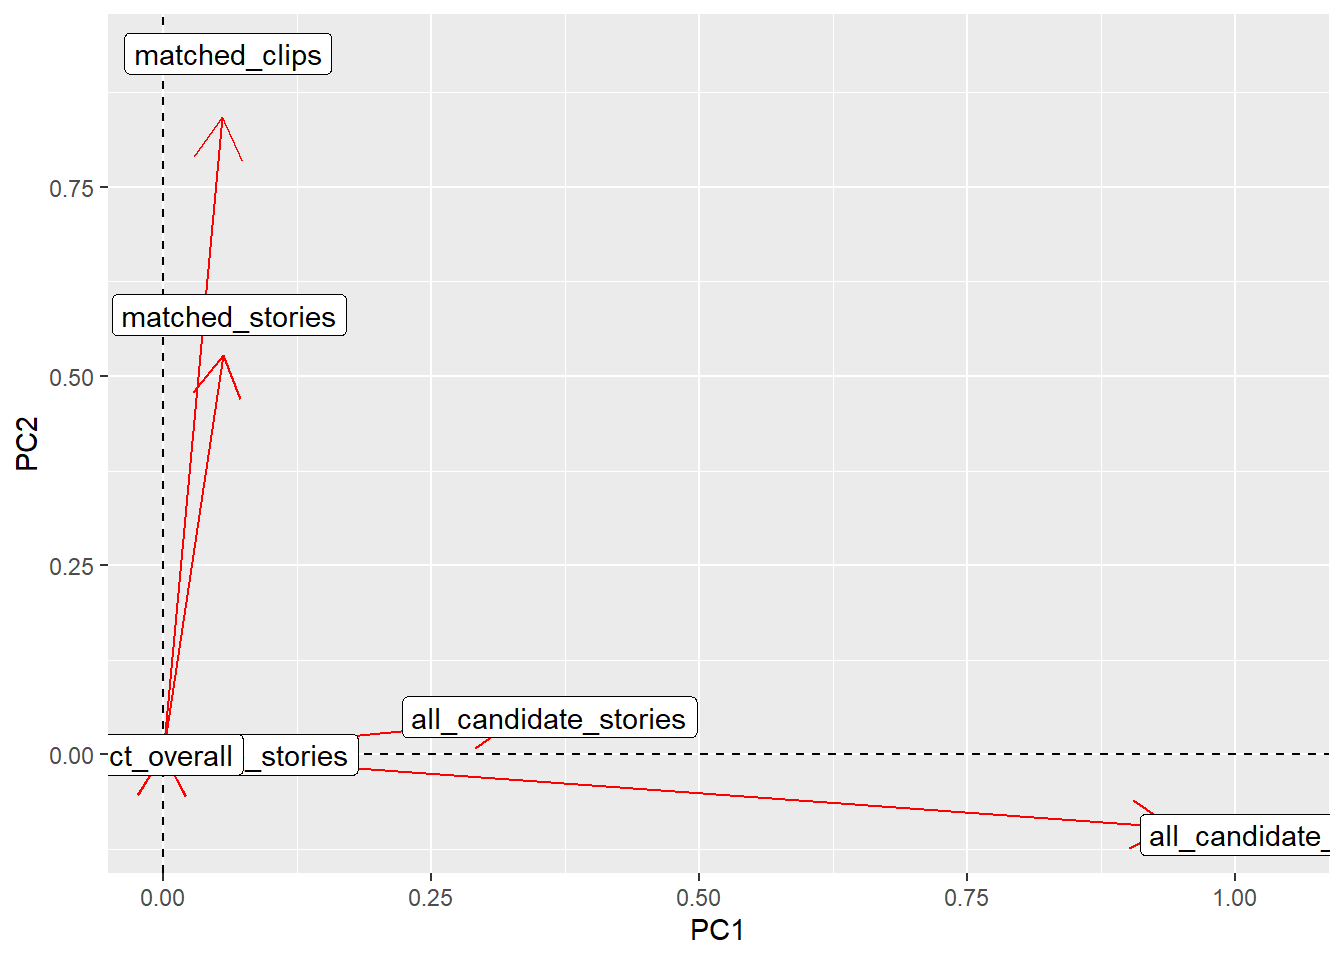 matched_clips
0.75
matched_stories
0.50
PC2
0.25
all_candidate_stories
0.00
ct_overall
_stories
all_candidate_
0.00 0.25 0.50 0.75 1.00
PC1